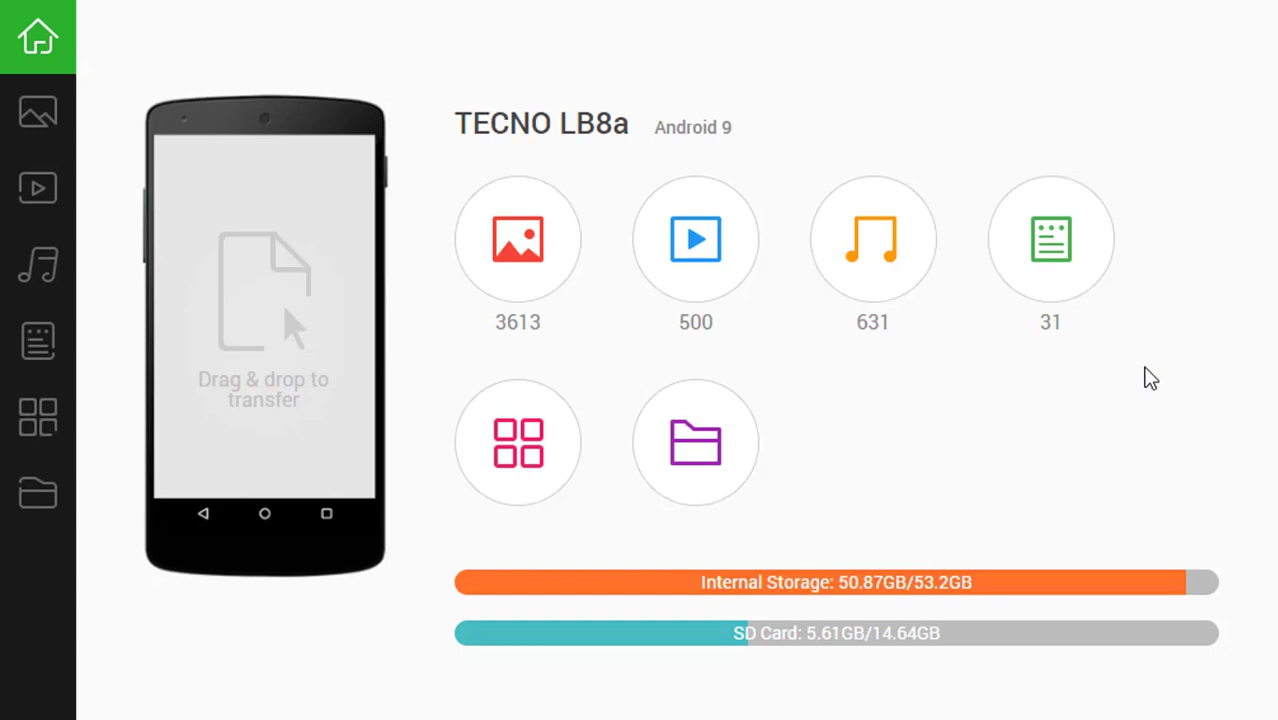 TECNO LB8a Android 9
3613 500 631 31
Drag & drop to
transfer
Internal Storage: 50.87GB/53.2GB
SD Card: 5.61GB/14.64GB